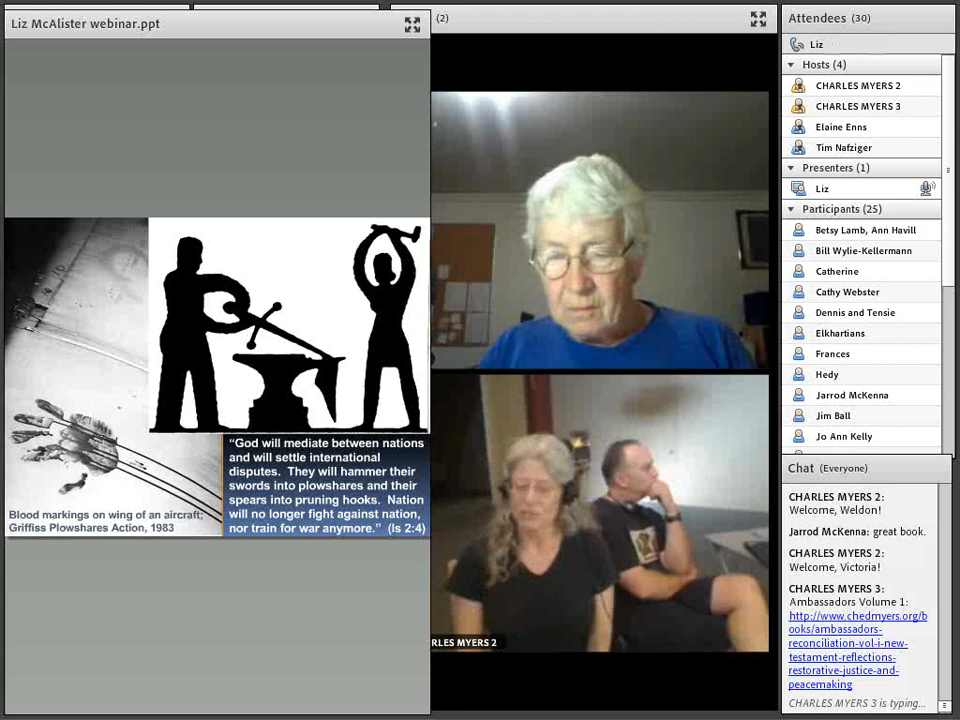 Liz McAlister webinar.ppt
Blood markings on wing of an aircraft;
Griffiss Plowshares Action, 1983
“God will mediate between nations
and will settle international
disputes. They will hammer their
swords into plowshares and their
spears into pruning hooks. Nation
will no longer fight against nation,
nor train for war anymore.” (Is 2:4)
(2)
RLES MYERS 2
Attendees (30)
Liz
Hosts (4)
CHARLES MYERS 2
CHARLES MYERS 3
Elaine Enns
Tim Nafziger
Presenters (1)
Liz
Participants (25)
Betsy Lamb, Ann Havill
Bill Wylie-Kellermann
Catherine
Cathy Webster
Dennis and Tensie
Elkhartians
Frances
Hedy
Jarrod McKenna
Jim Ball
Jo Ann Kelly
Chat (Everyone)
CHARLES MYERS 2:
Welcome, Weldon!
Jarrod McKenna: great book.
CHARLES MYERS 2:
Welcome, Victoria!
CHARLES MYERS 3:
Ambassadors Volume 1:
http://www.chedmyers.org/b
ooks/ambassadors-
reconciliation-vol-i-new-
testament-reflections-
restorative-justice-and-
peacemaking
CHARLES MYERS 3 is typing...